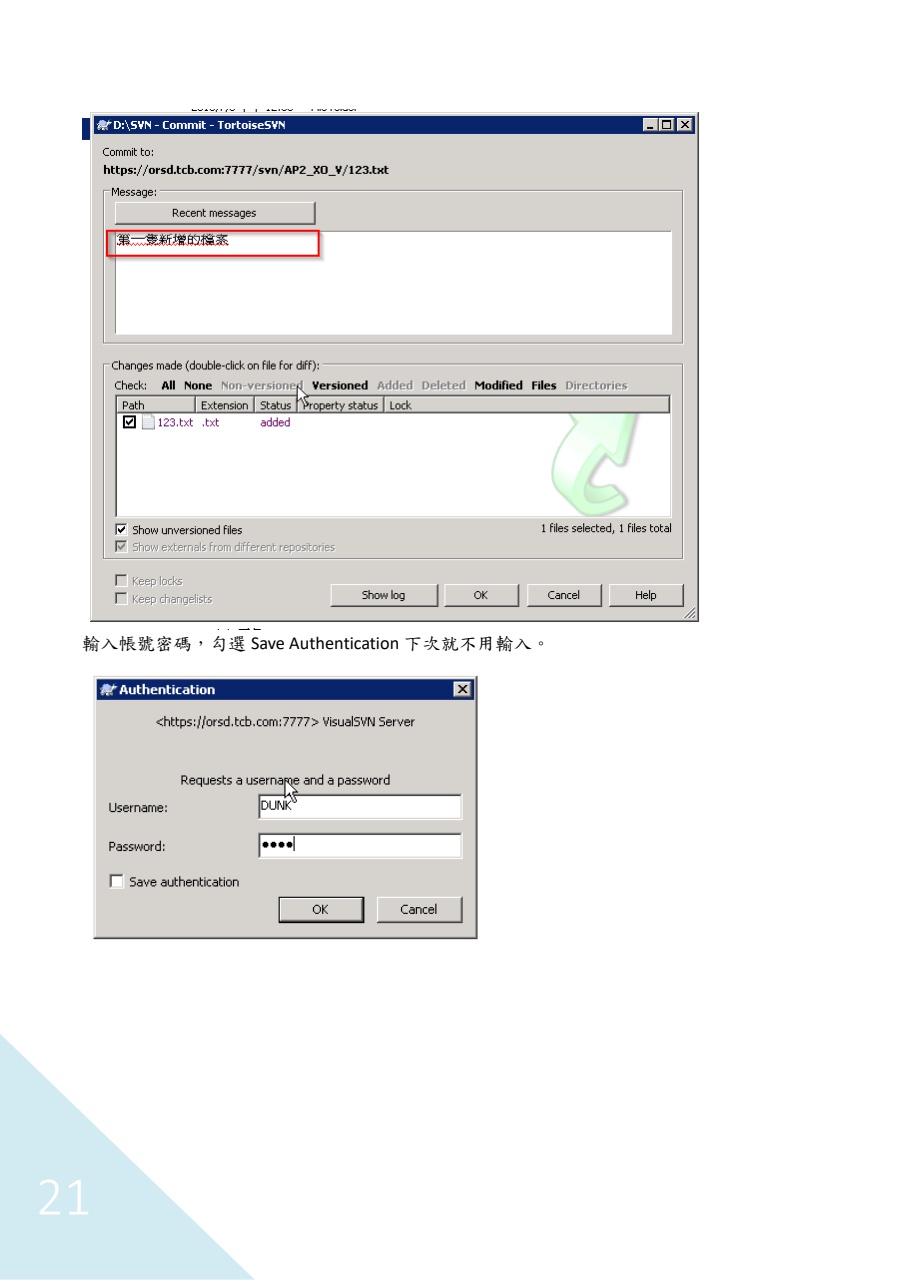 D:\SVN - Commit - TortoiseSVN
Commit to:
https://orsd.tcb.com:7777/svn/AP2_XO_V/123.txt
Message:
Recent messages
第一隻新增的檔案
Changes made (double-click on file for diff):
Check: All None Non-versioned Versioned Added Deleted Modified Files Directories
Path Extension Status Property status Lock
123.txt .txt added
Show unversioned files 1 files selected, 1 files total
Show externals from different repositories
Keep locks
Keep changelists
Show log OK Cancel Help
輸入帳號密碼，勾選 Save Authentication 下次就不用輸入。
Authentication
<https://orsd.tcb.com:7777> VisualSVN Server
Requests a username and a password
Username: DUNK
Password: ●●●●
Save authentication
OK Cancel
21